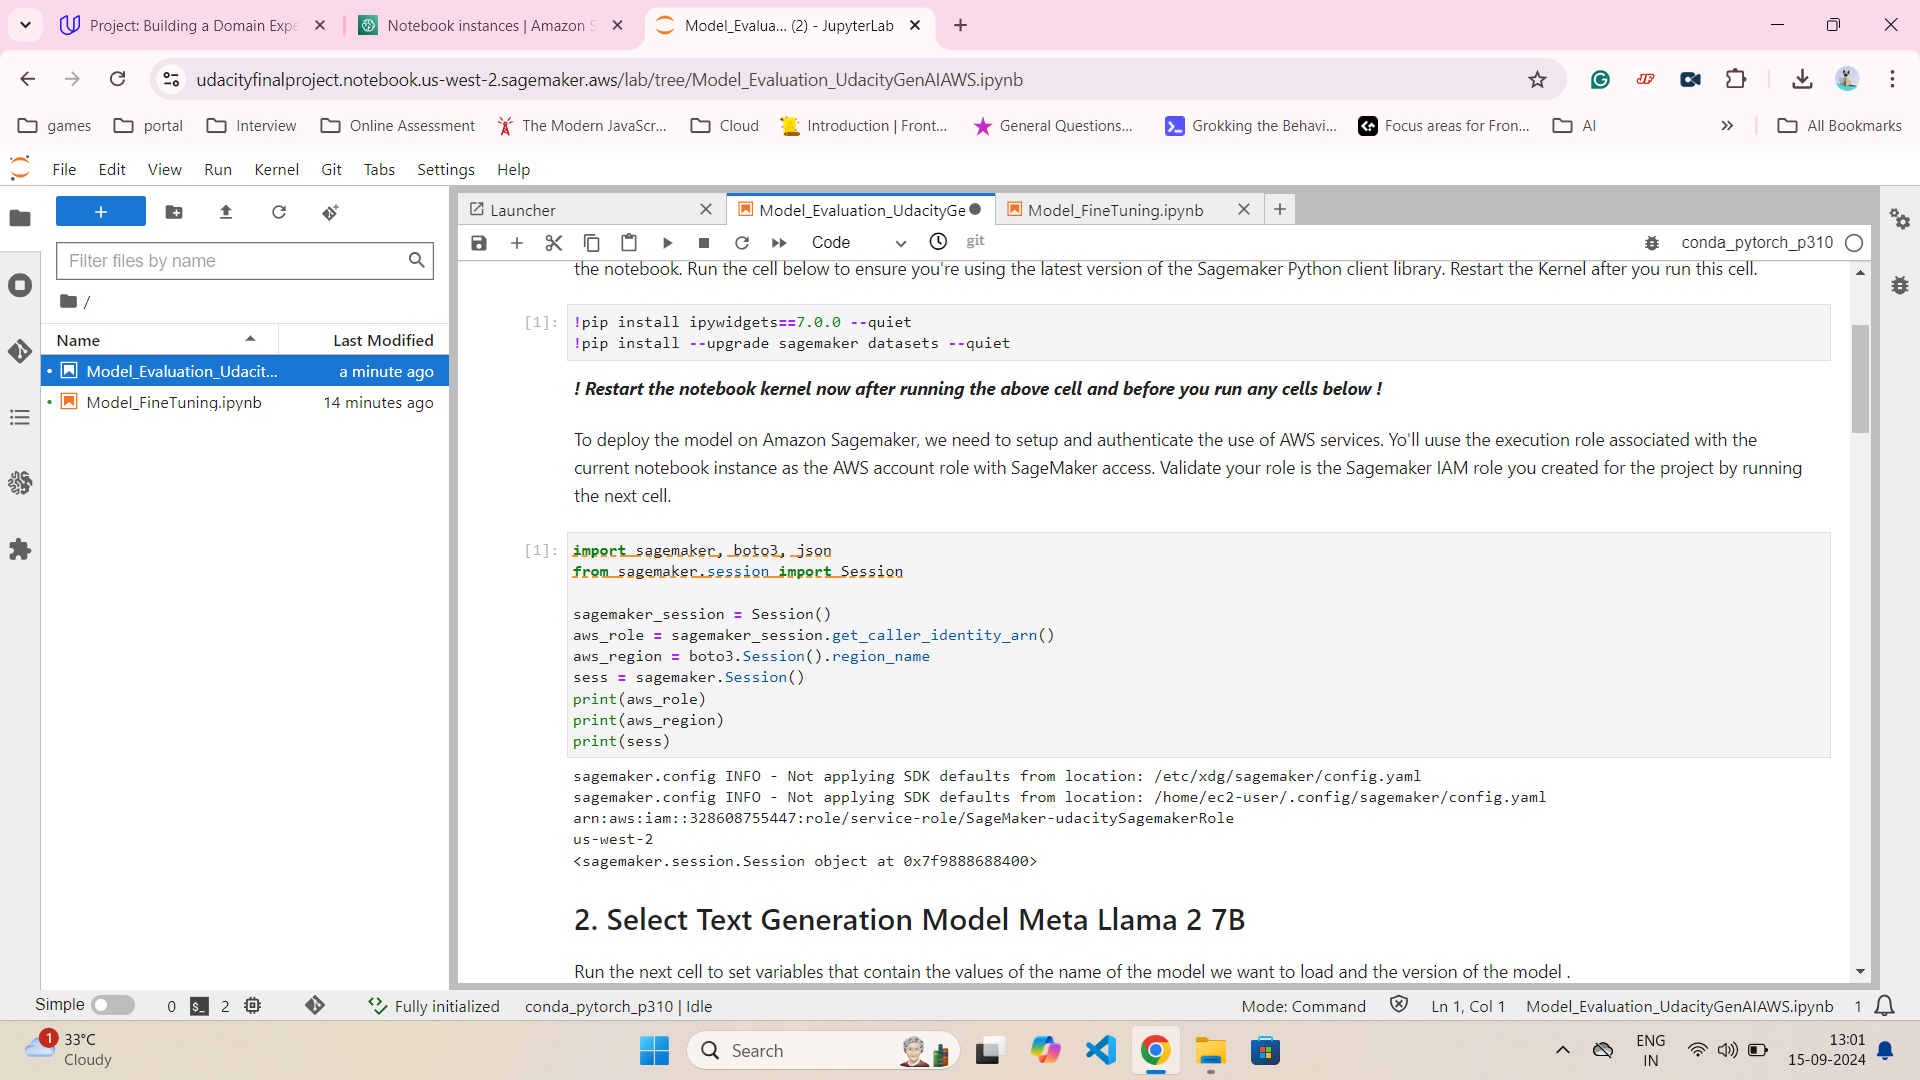 Project: Building a Domain Expe
Notebook instances | Amazon S
Model_Evalua... (2) - JupyterLab
udacityfinalproject.notebook.us-west-2.sagemaker.aws/lab/tree/Model_Evaluation_UdacityGenAIAWS.ipynb
games
portal
Interview
Online Assessment
The Modern JavaScr...
Cloud
Introduction | Front...
General Questions...
Grokking the Behavi...
Focus areas for Fron...
AI
All Bookmarks
File Edit View Run Kernel Git Tabs Settings Help
Filter files by name
/
Name Last Modified
Model_Evaluation_Udacit... a minute ago
Model_FineTuning.ipynb 14 minutes ago
Launcher
Model_Evaluation_UdacityGe
Model_FineTuning.ipynb
Code
git
conda_pytorch_p310
the notebook. Run the cell below to ensure you're using the latest version of the Sagemaker Python client library. Restart the Kernel after you run this cell.
[1]:
!pip install ipywidgets==7.0.0 --quiet
!pip install --upgrade sagemaker datasets --quiet
! Restart the notebook kernel now after running the above cell and before you run any cells below !
To deploy the model on Amazon Sagemaker, we need to setup and authenticate the use of AWS services. Yo'll uuse the execution role associated with the
current notebook instance as the AWS account role with SageMaker access. Validate your role is the Sagemaker IAM role you created for the project by running
the next cell.
[1]:
import sagemaker, boto3, json
from sagemaker.session import Session
sagemaker_session = Session()
aws_role = sagemaker_session.get_caller_identity_arn()
aws_region = boto3.Session().region_name
sess = sagemaker.Session()
print(aws_role)
print(aws_region)
print(sess)
sagemaker.config INFO - Not applying SDK defaults from location: /etc/xdg/sagemaker/config.yaml
sagemaker.config INFO - Not applying SDK defaults from location: /home/ec2-user/.config/sagemaker/config.yaml
arn:aws:iam::328608755447:role/service-role/SageMaker-udacitySagemakerRole
us-west-2
<sagemaker.session.Session object at 0x7f9888688400>
2. Select Text Generation Model Meta Llama 2 7B
Run the next cell to set variables that contain the values of the name of the model we want to load and the version of the model .
Simple 0 2 Fully initialized conda_pytorch_p310 | Idle Mode: Command Ln 1, Col 1 Model_Evaluation_UdacityGenAIAWS.ipynb 1
1
33°C
Cloudy
Search
ENG
IN
13:01
15-09-2024